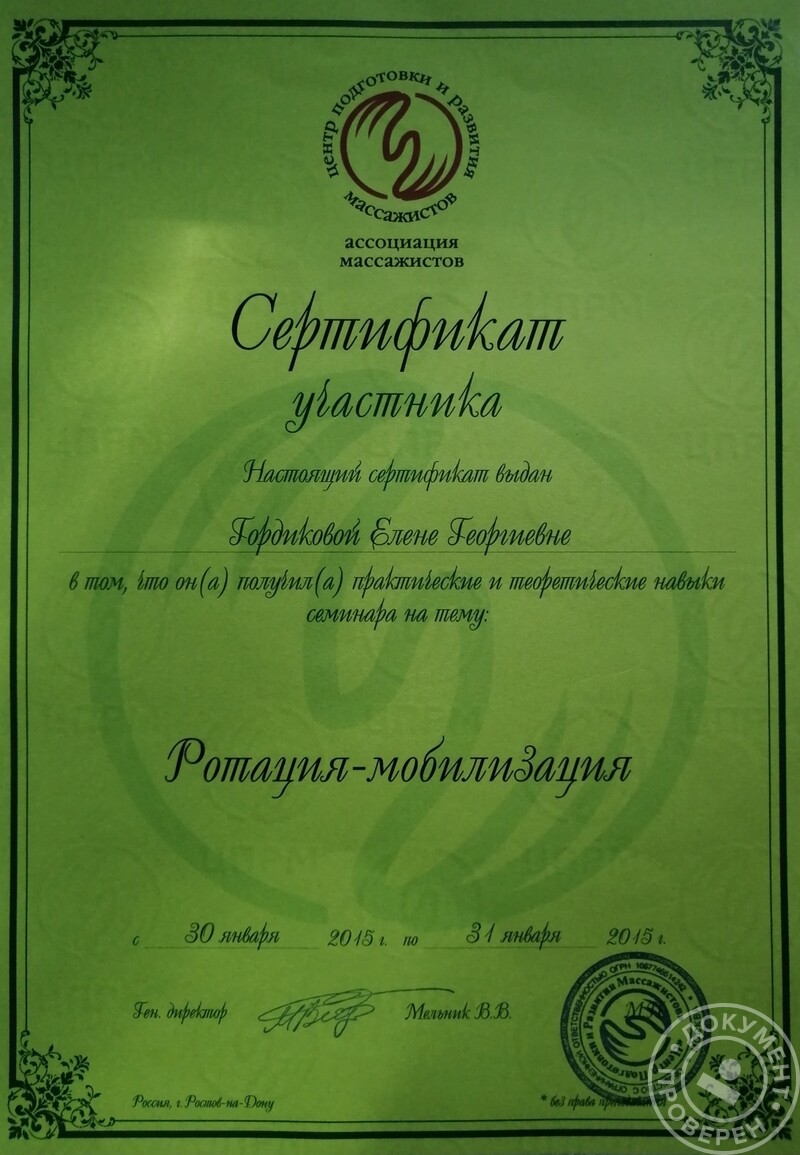 центр подготовки и развития
массажистов
ассоциация
массажистов
Сертификат
участника
Настоящий сертификат выдан
Гордиковой Елене Георгиевне
в том, что он(а) получил(а) практические и теоретические навыки
семинара на тему:
Ротация-мобилизация
с 30 января 2015 г. по 31 января 2015 г.
Ген. директор Мельник В.В.
МП
Россия, г. Ростов-на-Дону
* без права
ДОКУМЕНТ
ПРОВЕРЕН